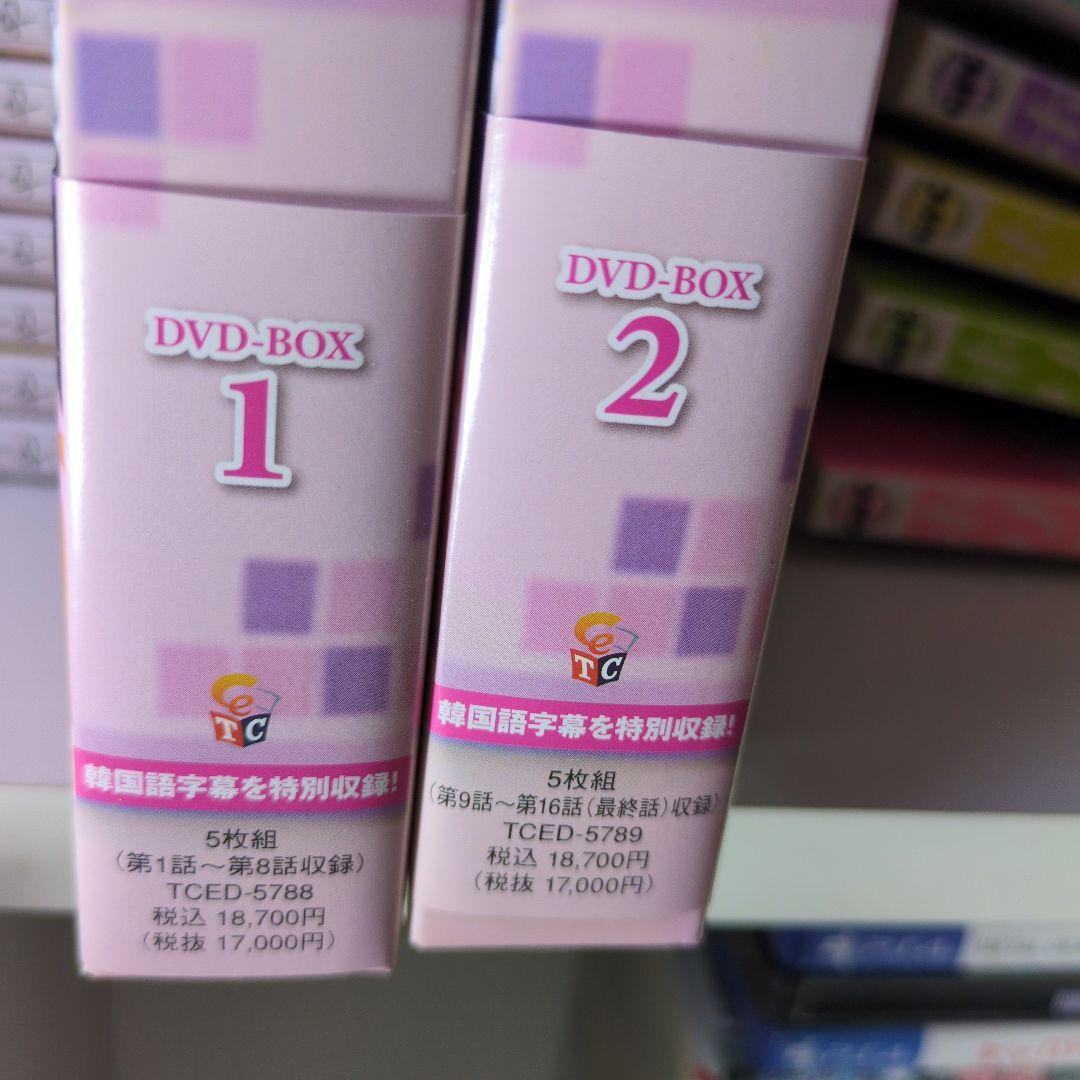 DVD-BOX
1
TC
韓国語字幕を特別収録!
5枚組
（第1話～第8話収録）
TCED-5788
税込 18,700円
（税抜 17,000円）
DVD-BOX
2
TC
韓国語字幕を特別収録!
5枚組
（第9話～第16話（最終話）収録）
TCED-5789
税込 18,700円
（税抜 17,000円）